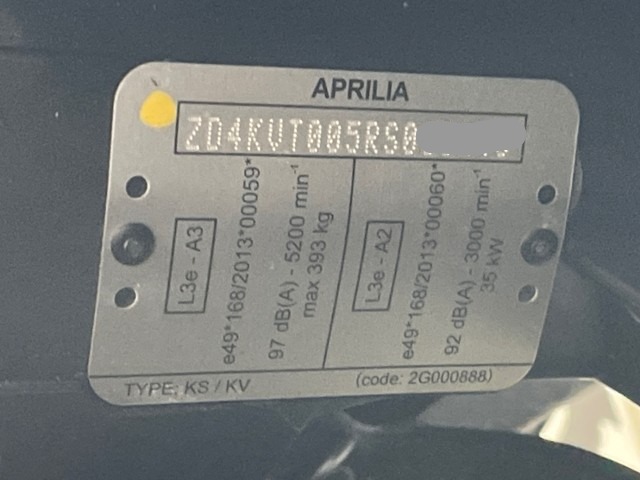 APRILIA
ZD4KVT005RS0
L3e - A3
e49*168/2013*00059*
97 dB(A) - 5200 min⁻¹
max 393 kg
L3e - A2
e49*168/2013*00060*
92 dB(A) - 3000 min⁻¹
35 kW
TYPE: KS / KV
(code: 2G000888)